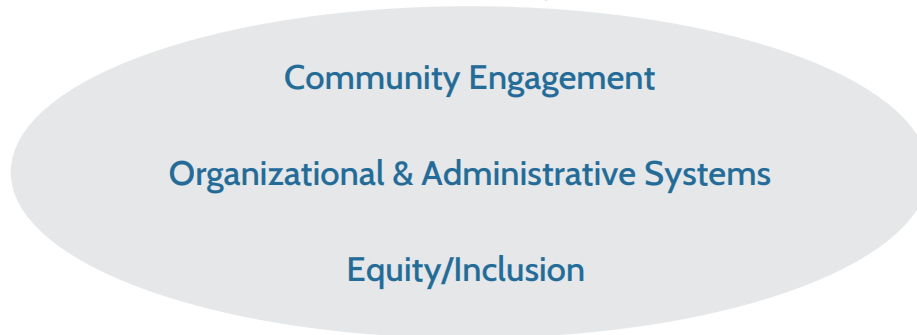 Community Engagement
Organizational & Administrative Systems
Equity/Inclusion